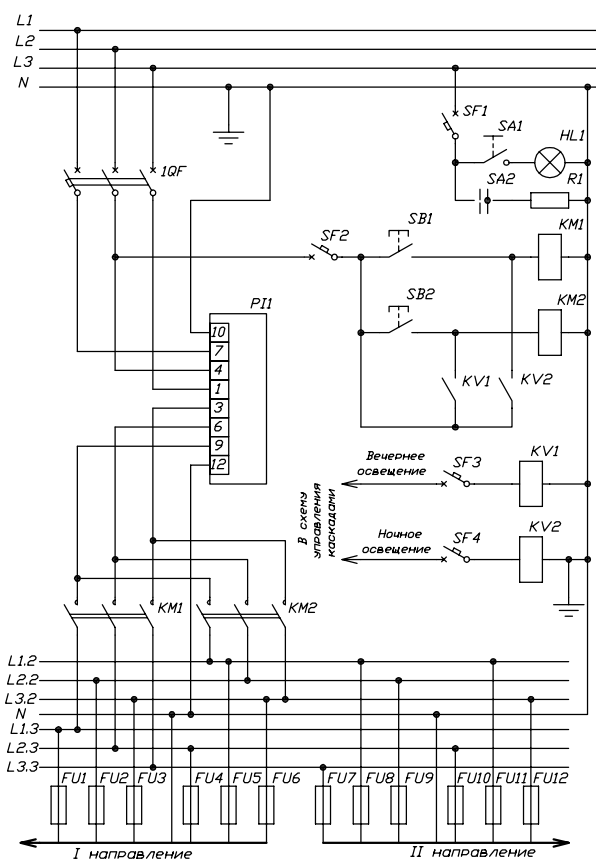 L1
L2
L3
N
SF1
SA1
HL1
1QF
SA2
R1
SB1
KM1
SF2
SB2
KM2
PI1
10
7
4
1
3
6
9
12
KV1
KV2
Вечернее
освещение
SF3
KV1
В схему
управления
каскадами
Ночное
освещение
SF4
KV2
KM1
KM2
L1.2
L2.2
L3.2
N
L1.3
L2.3
L3.3
FU1
FU2
FU3
FU4
FU5
FU6
FU7
FU8
FU9
FU10
FU11
FU12
I направление
II направление